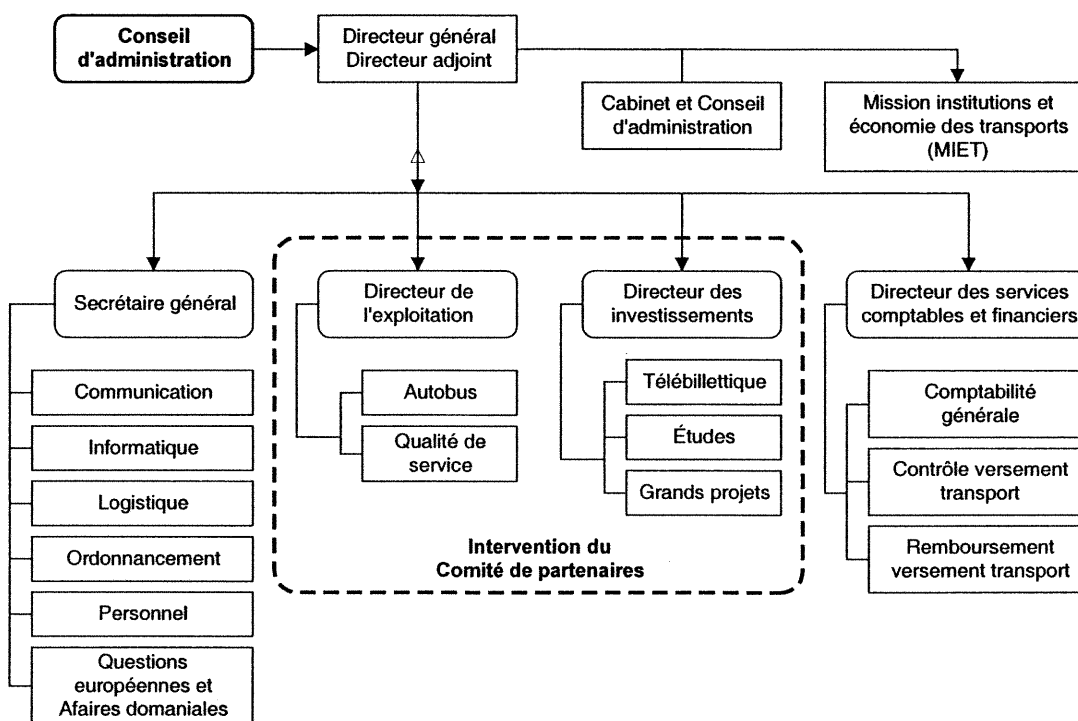 Conseil
d'administration
Directeur général
Directeur adjoint
Cabinet et Conseil
d'administration
Mission institutions et
économie des transports
(MIET)
Secrétaire général
Communication
Informatique
Logistique
Ordonnancement
Personnel
Questions
européennes et
Afaires domaniales
Directeur de
l'exploitation
Autobus
Qualité de
service
Directeur des
investissements
Télébillettique
Études
Grands projets
Intervention du
Comité de partenaires
Directeur des services
comptables et financiers
Comptabilité
générale
Contrôle versement
transport
Remboursement
versement transport